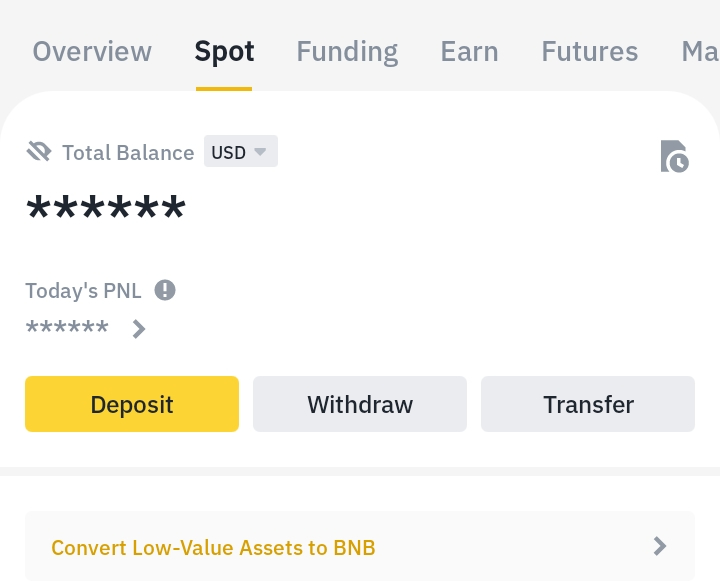 Overview Spot Funding Earn Futures Ma
Total Balance USD
******
Today's PNL
******
Deposit Withdraw Transfer
Convert Low-Value Assets to BNB